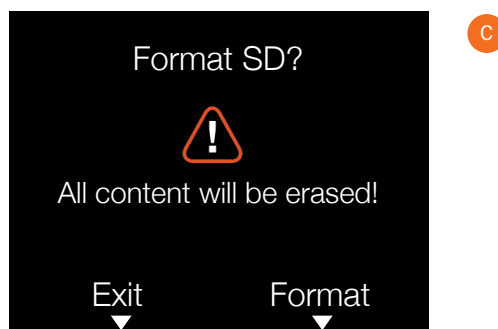 Format SD?
C
!
All content will be erased!
Exit Format